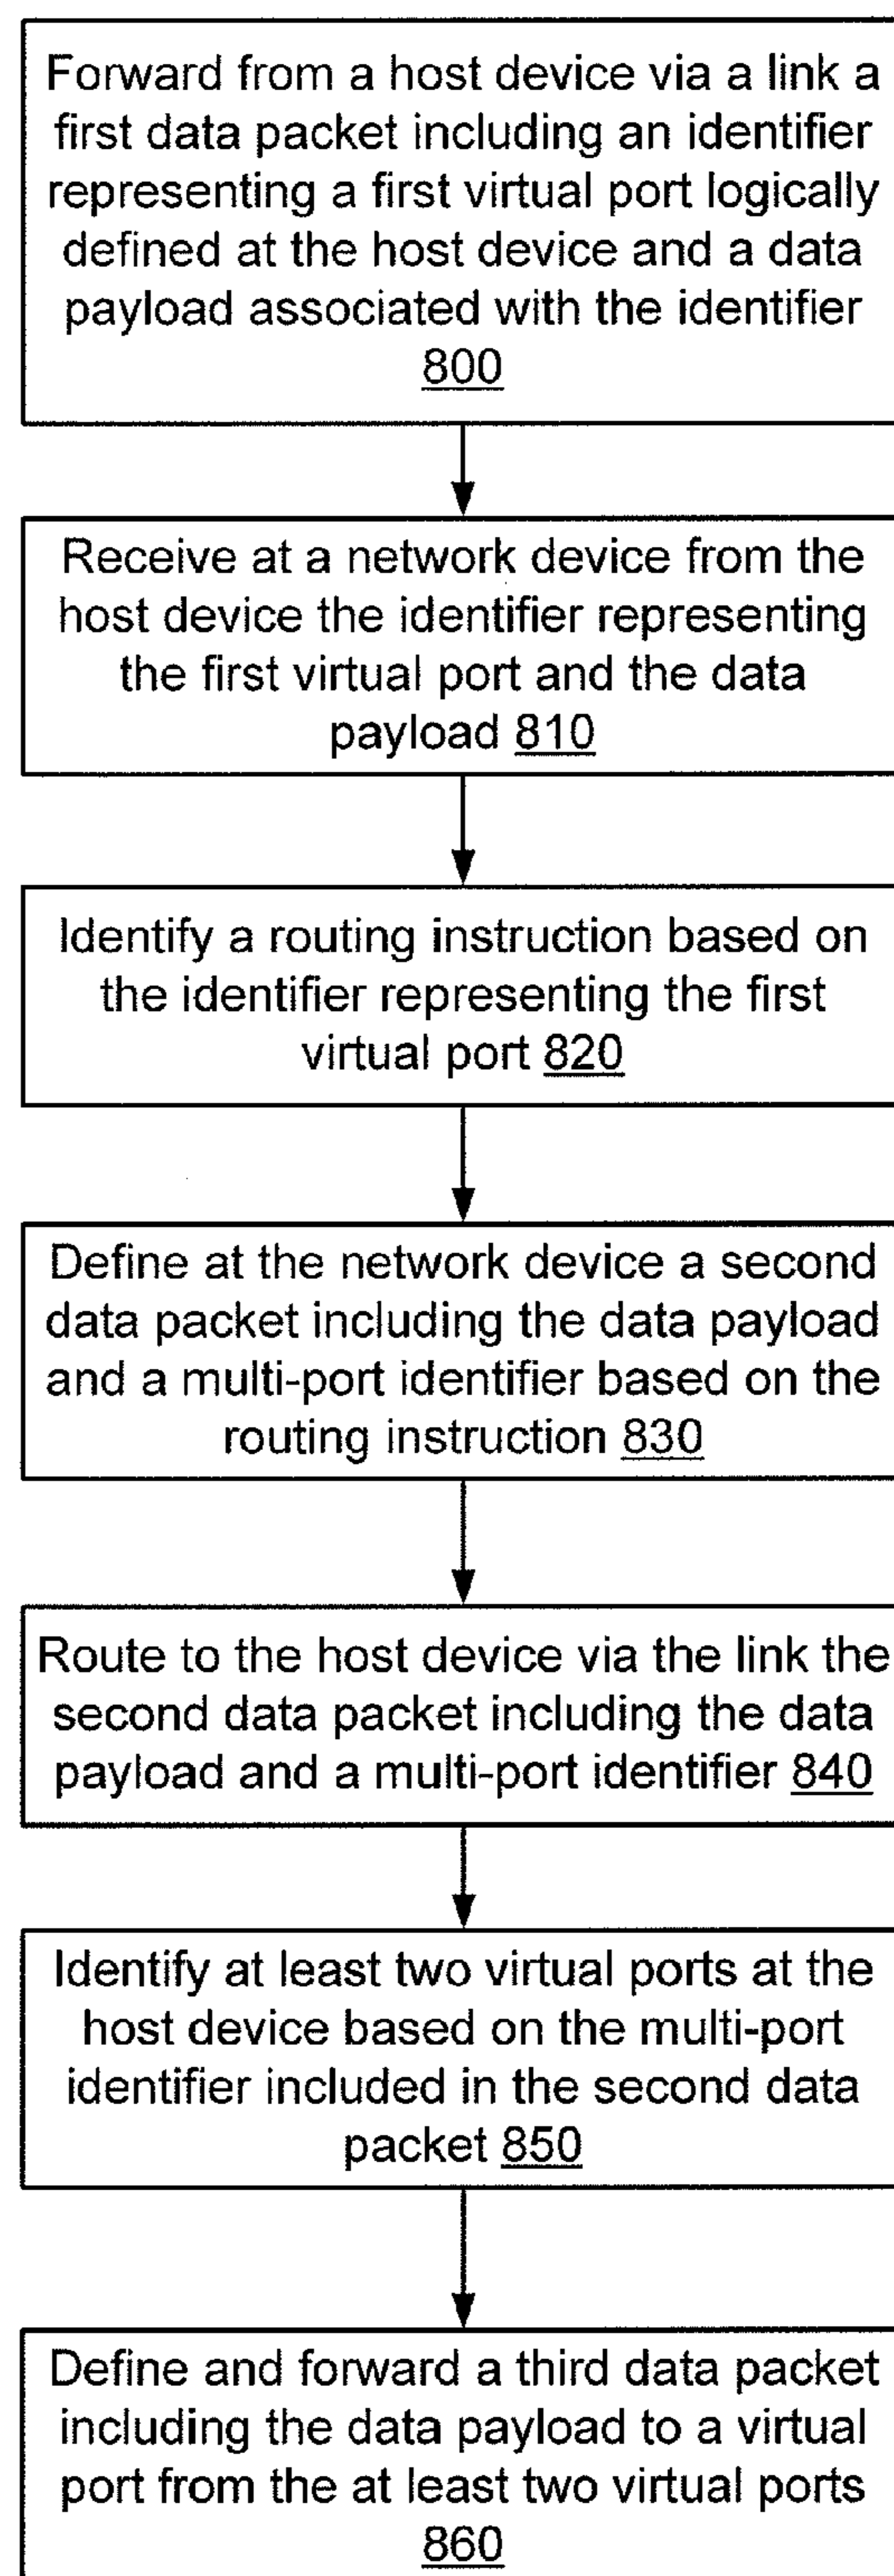 Forward from a host device via a link a
first data packet including an identifier
representing a first virtual port logically
defined at the host device and a data
payload associated with the identifier
800
Receive at a network device from the
host device the identifier representing
the first virtual port and the data
payload 810
Identify a routing instruction based on
the identifier representing the first
virtual port 820
Define at the network device a second
data packet including the data payload
and a multi-port identifier based on the
routing instruction 830
Route to the host device via the link the
second data packet including the data
payload and a multi-port identifier 840
Identify at least two virtual ports at the
host device based on the multi-port
identifier included in the second data
packet 850
Define and forward a third data packet
including the data payload to a virtual
port from the at least two virtual ports
860